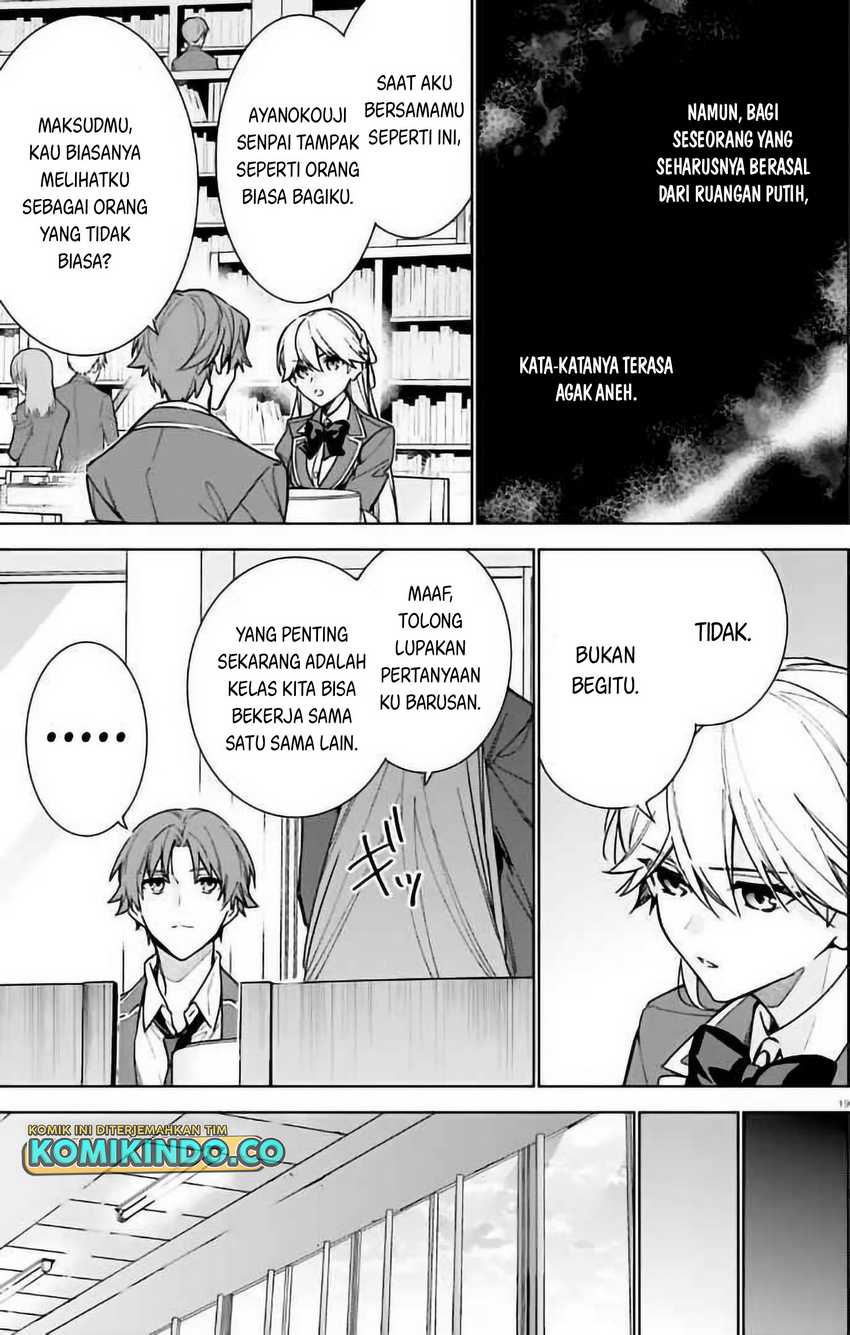 NAMUN, BAGI
SESEORANG YANG
SEHARUSNYA BERASAL
DARI RUANGAN PUTIH,
KATA-KATANYA TERASA
AGAK ANEH.
SAAT AKU
BERSAMAMU
SEPERTI INI,
AYANOKOUJI
SENPAI TAMPAK
SEPERTI ORANG
BIASA BAGIKU.
MAKSUDMU,
KAU BIASANYA
MELIHATKU
SEBAGAI ORANG
YANG TIDAK
BIASA?
TIDAK.
BUKAN
BEGITU.
MAAF,
TOLONG
LUPAKAN
PERTANYAAN
KU BARUSAN.
YANG PENTING
SEKARANG ADALAH
KELAS KITA BISA
BEKERJA SAMA
SATU SAMA LAIN.
ギッ
.....
KOMIK INI DITERJEMAHKAN TIM
KOMIKINDO.CO